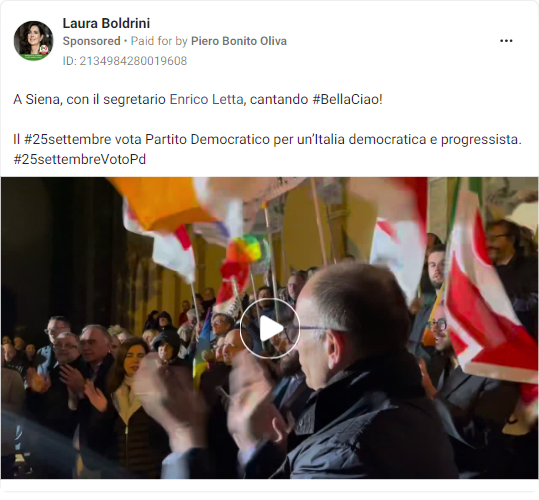 Laura Boldrini
Sponsored • Paid for by Piero Bonito Oliva
ID: 2134984280019608
A Siena, con il segretario Enrico Letta, cantando #BellaCiao!
Il #25settembre vota Partito Democratico per un'Italia democratica e progressista.
#25settembreVotoPd